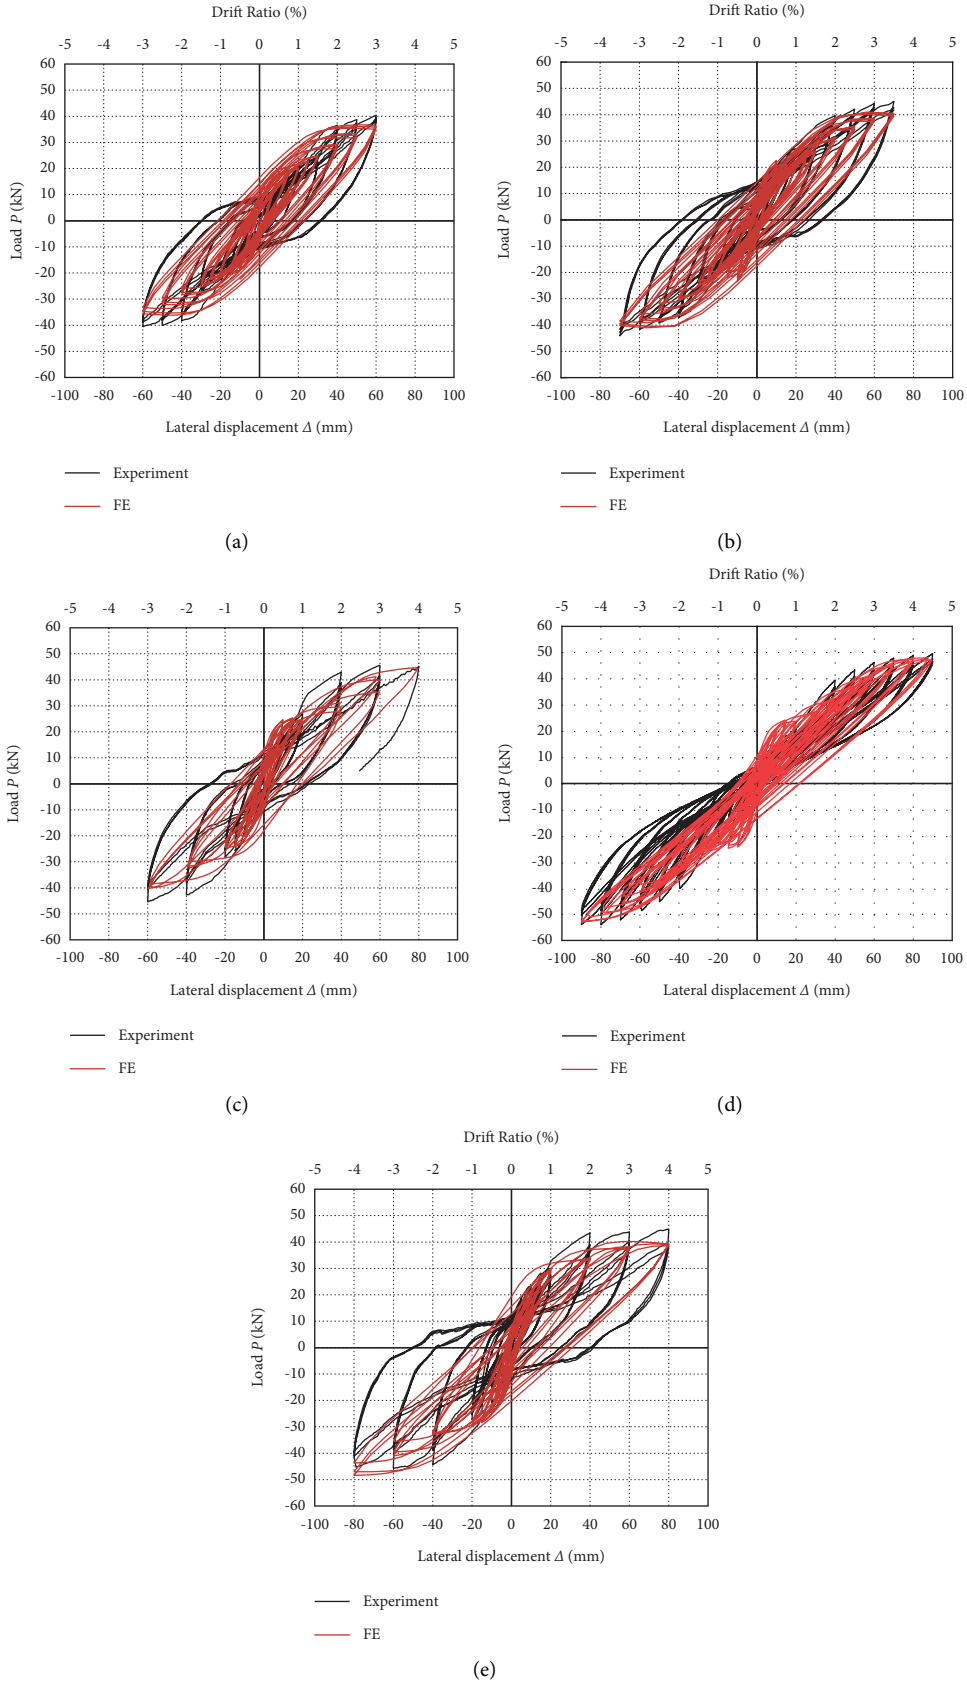 Drift Ratio (%)
-5 -4 -3 -2 -1 0 1 2 3 4 5
60
50
40
30
20
10
0
-10
-20
-30
-40
-50
-60
Load P (kN)
-100 -80 -60 -40 -20 0 20 40 60 80 100
Lateral displacement Δ (mm)
Experiment
FE
(a)
Drift Ratio (%)
-5 -4 -3 -2 -1 0 1 2 3 4 5
60
50
40
30
20
10
0
-10
-20
-30
-40
-50
-60
Load P (kN)
-100 -80 -60 -40 -20 0 20 40 60 80 100
Lateral displacement Δ (mm)
Experiment
FE
(b)
Drift Ratio (%)
-5 -4 -3 -2 -1 0 1 2 3 4 5
60
50
40
30
20
10
0
-10
-20
-30
-40
-50
-60
Load P (kN)
-100 -80 -60 -40 -20 0 20 40 60 80 100
Lateral displacement Δ (mm)
Experiment
FE
(c)
Drift Ratio (%)
-5 -4 -3 -2 -1 0 1 2 3 4 5
60
50
40
30
20
10
0
-10
-20
-30
-40
-50
-60
Load P (kN)
-100 -80 -60 -40 -20 0 20 40 60 80 100
Lateral displacement Δ (mm)
Experiment
FE
(d)
Drift Ratio (%)
-5 -4 -3 -2 -1 0 1 2 3 4 5
60
50
40
30
20
10
0
-10
-20
-30
-40
-50
-60
Load P (kN)
-100 -80 -60 -40 -20 0 20 40 60 80 100
Lateral displacement Δ (mm)
Experiment
FE
(e)